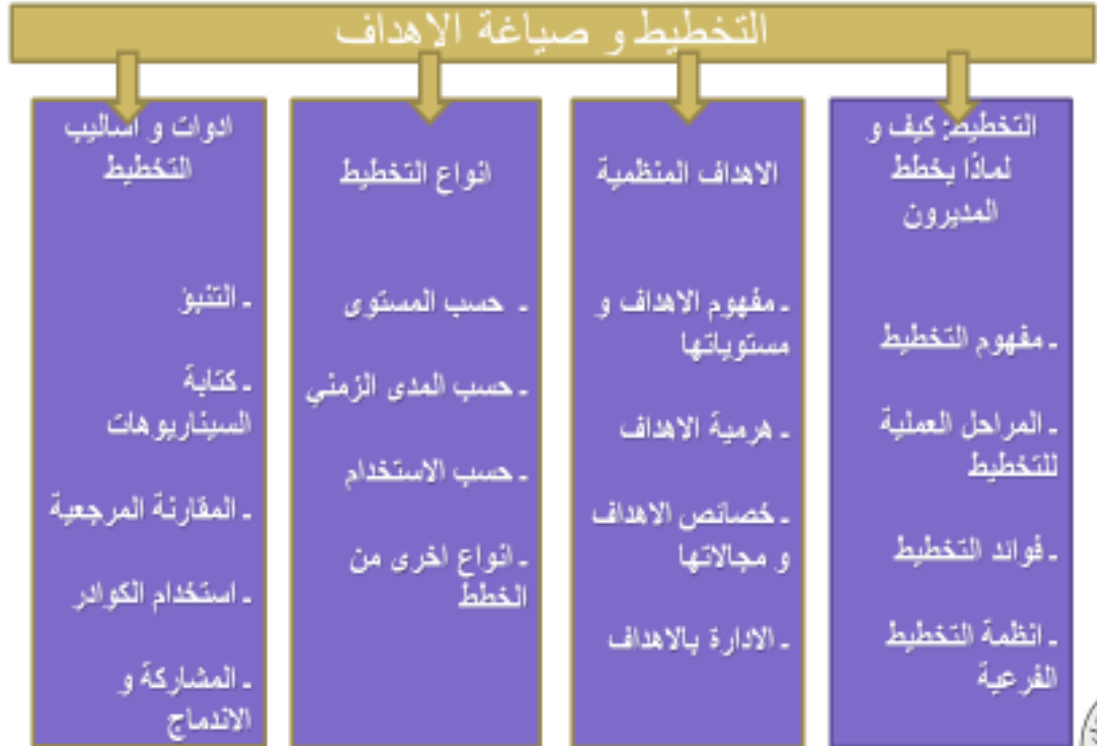 التخطيط و صياغة الاهداف
التخطيط: كيف و
لماذا يخطط
المديرون
- مفهوم التخطيط
- المراحل العملية
للتخطيط
- فوائد التخطيط
- انظمة التخطيط
الفرعية
الاهداف المنظمية
- مفهوم الاهداف و
مستوياتها
- هرمية الاهداف
- خصائص الاهداف
و مجالاتها
- الادارة بالاهداف
انواع التخطيط
- حسب المستوى
- حسب المدى الزمني
- حسب الاستخدام
- انواع اخرى من
الخطط
ادوات و اساليب
التخطيط
- التنبؤ
- كتابة
السيناريوهات
- المقارنة المرجعية
- استخدام الكوادر
- المشاركة و
الاندماج